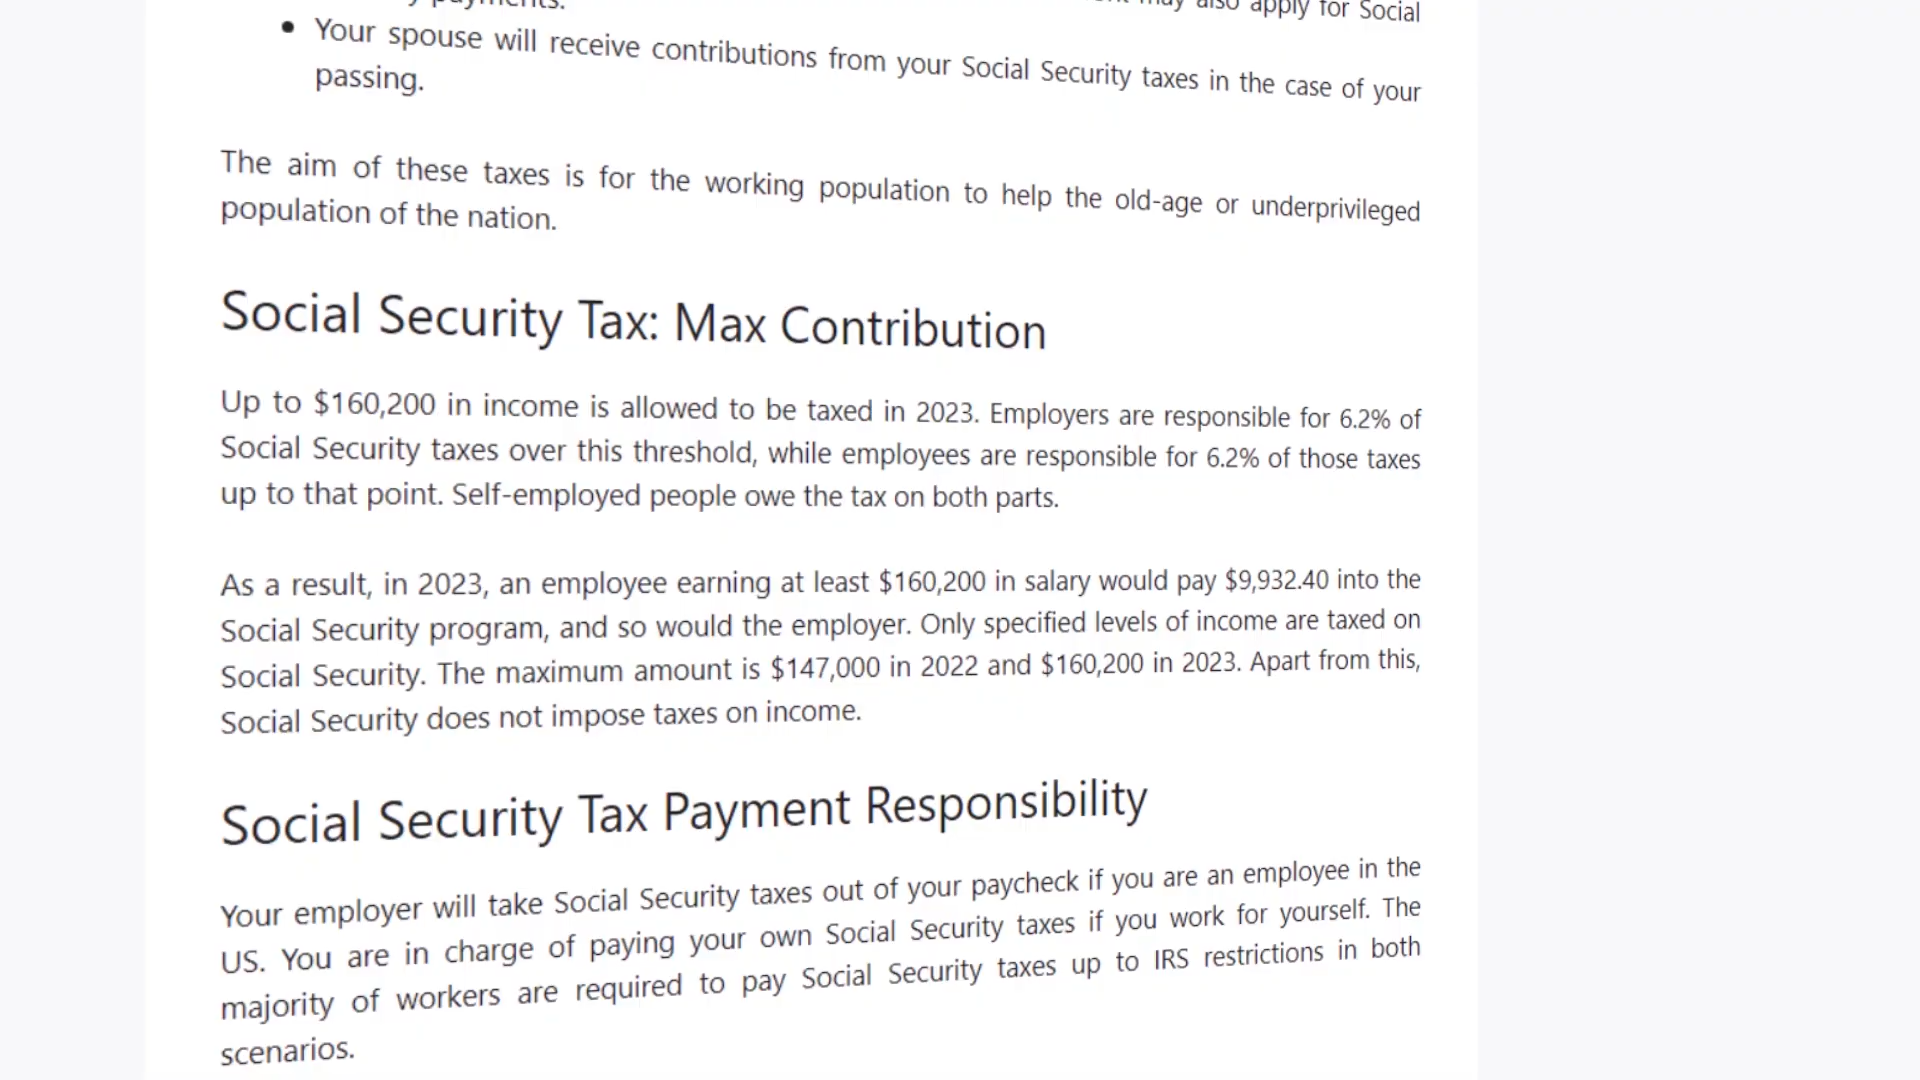 y payments.
may also apply for Social
Your spouse will receive contributions from your Social Security taxes in the case of your
passing.
The aim of these taxes is for the working population to help the old-age or underprivileged
population of the nation.
Social Security Tax: Max Contribution
Up to $160,200 in income is allowed to be taxed in 2023. Employers are responsible for 6.2% of
Social Security taxes over this threshold, while employees are responsible for 6.2% of those taxes
up to that point. Self-employed people owe the tax on both parts.
As a result, in 2023, an employee earning at least $160,200 in salary would pay $9,932.40 into the
Social Security program, and so would the employer. Only specified levels of income are taxed on
Social Security. The maximum amount is $147,000 in 2022 and $160,200 in 2023. Apart from this,
Social Security does not impose taxes on income.
Social Security Tax Payment Responsibility
Your employer will take Social Security taxes out of your paycheck if you are an employee in the
US. You are in charge of paying your own Social Security taxes if you work for yourself. The
majority of workers are required to pay Social Security taxes up to IRS restrictions in both
scenarios.